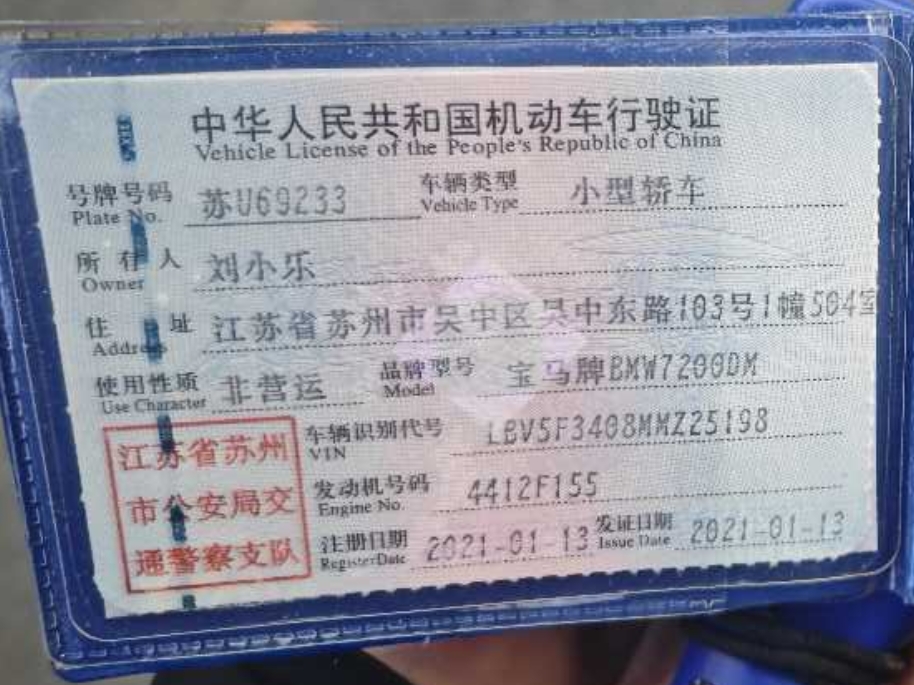 中华人民共和国机动车行驶证
Vehicle License of the People's Republic of China
号牌号码 苏U69233 车辆类型 小型轿车
Plate No. Vehicle Type
所有人 刘小乐
Owner
住址 江苏省苏州市吴中区吴中东路103号1幢504室
Address
使用性质 非营运 品牌型号 宝马牌BMW7200DM
Use Character Model
江苏省苏州
市公安局交
通警察支队
车辆识别代号 LBV5F3408MMZ25198
VIN
发动机号码 4412F155
Engine No.
注册日期 2021-01-13 发证日期 2021-01-13
RegisterDate Issue Date